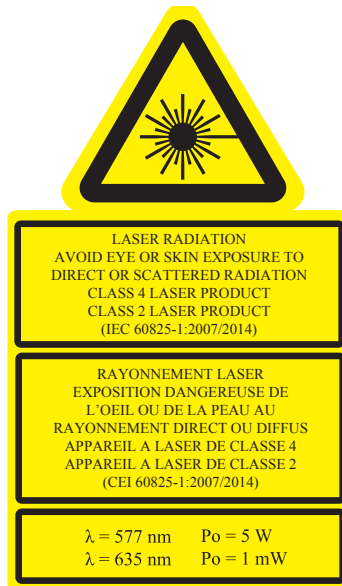 LASER RADIATION
AVOID EYE OR SKIN EXPOSURE TO
DIRECT OR SCATTERED RADIATION
CLASS 4 LASER PRODUCT
CLASS 2 LASER PRODUCT
(IEC 60825-1:2007/2014)
RAYONNEMENT LASER
EXPOSITION DANGEREUSE DE
L'OEIL OU DE LA PEAU AU
RAYONNEMENT DIRECT OU DIFFUS
APPAREIL A LASER DE CLASSE 4
APPAREIL A LASER DE CLASSE 2
(CEI 60825-1:2007/2014)
λ = 577 nm Po = 5 W
λ = 635 nm Po = 1 mW